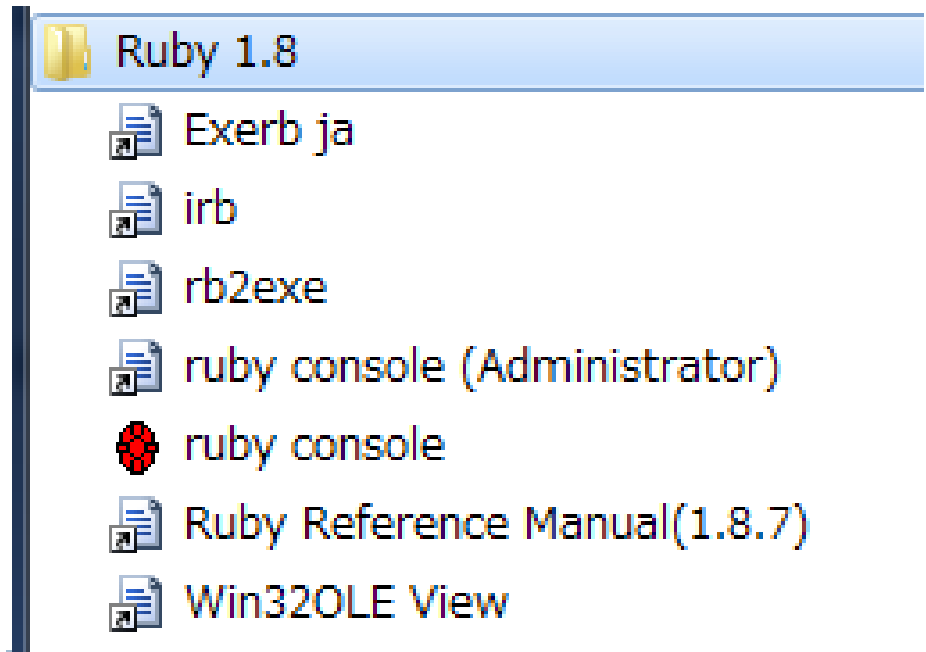 Ruby 1.8
Exerb ja
irb
rb2exe
ruby console (Administrator)
ruby console
Ruby Reference Manual(1.8.7)
Win32OLE View